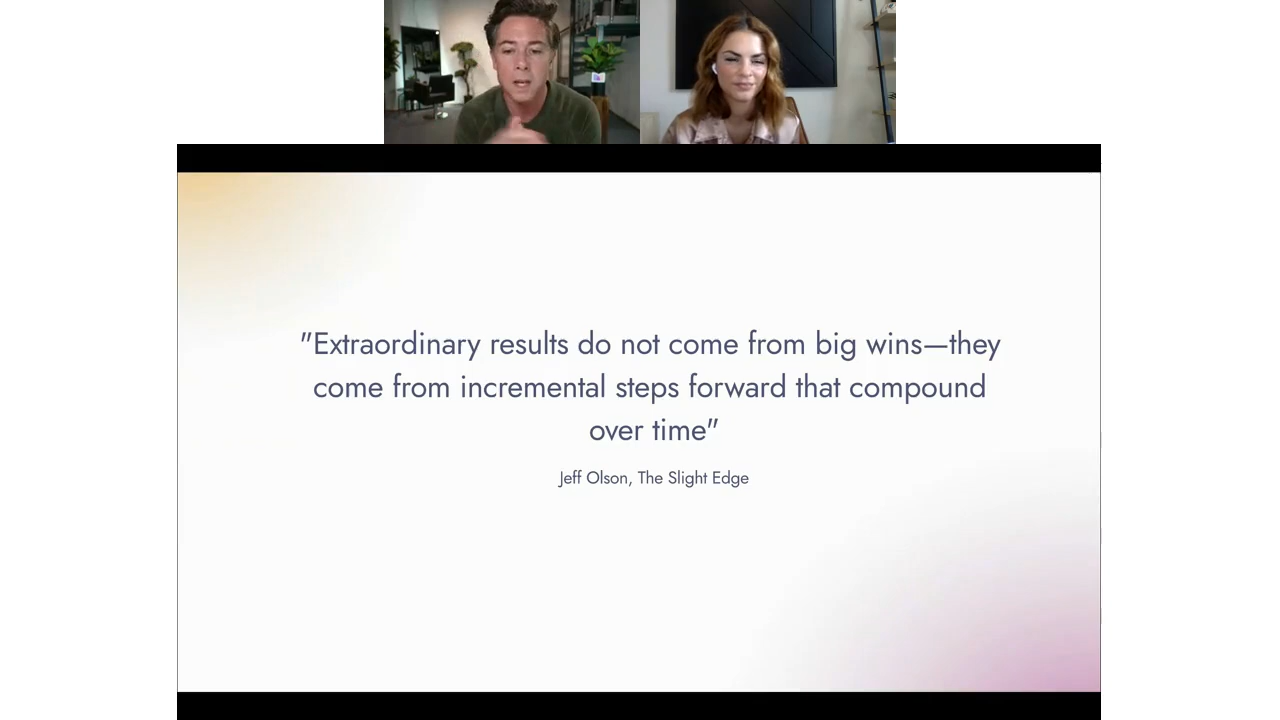 "Extraordinary results do not come from big wins—they
come from incremental steps forward that compound
over time"
Jeff Olson, The Slight Edge